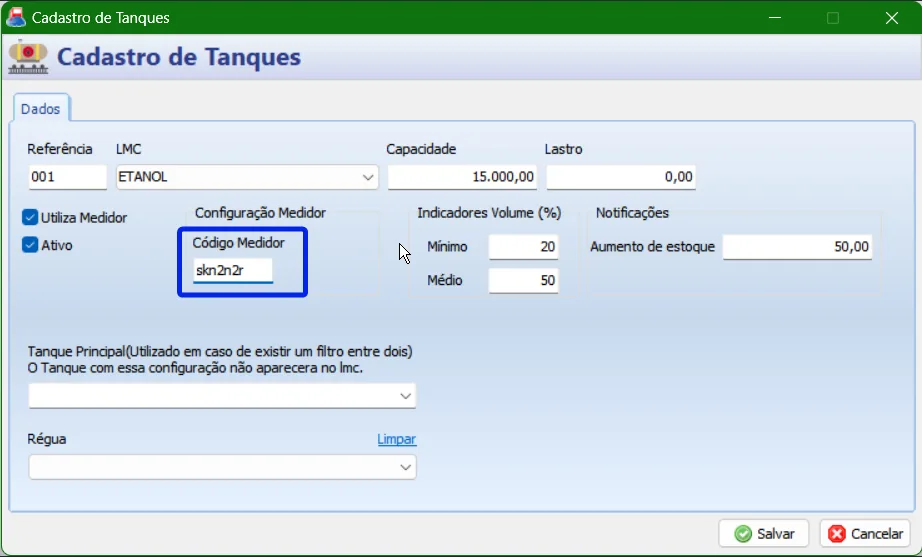 Cadastro de Tanques
Cadastro de Tanques
Dados
Referência LMC Capacidade Lastro
001 ETANOL 15.000,00 0,00
Utiliza Medidor Configuração Medidor Indicadores Volume (%) Notificações
Ativo Código Medidor Mínimo 20 Aumento de estoque 50,00
skn2n2r Médio 50
Tanque Principal(Utilizado em caso de existir um filtro entre dois)
O Tanque com essa configuração não aparecera no lmc.
Régua Limpar
Salvar Cancelar